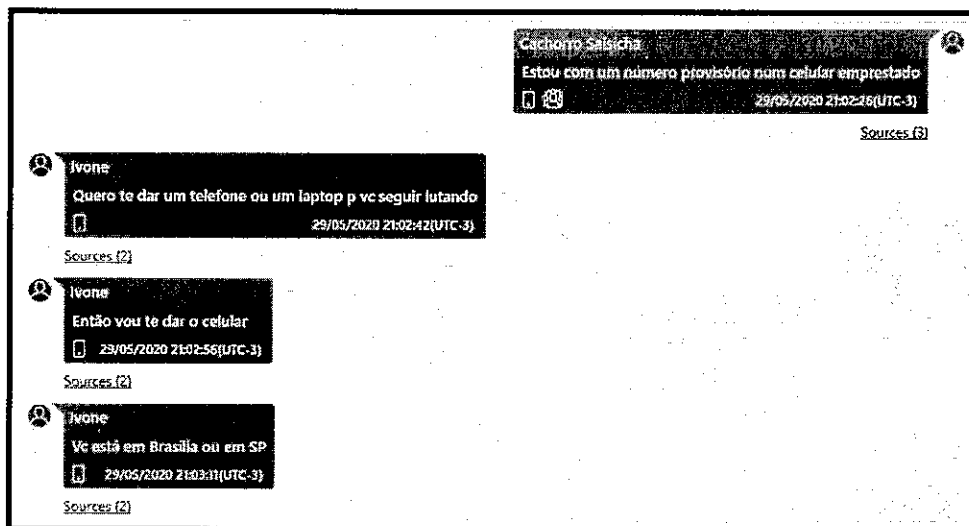 Cachorro Salsicha
Estou com um número provisório num celular emprestado
29/05/2020 21:02:26(UTC-3)
Sources (3)
Ivone
Quero te dar um telefone ou um laptop p vc seguir lutando
29/05/2020 21:02:42(UTC-3)
Sources (2)
Ivone
Então vou te dar o celular
29/05/2020 21:02:56(UTC-3)
Sources (2)
Ivone
Vc está em Brasília ou em SP
29/05/2020 21:03:11(UTC-3)
Sources (2)